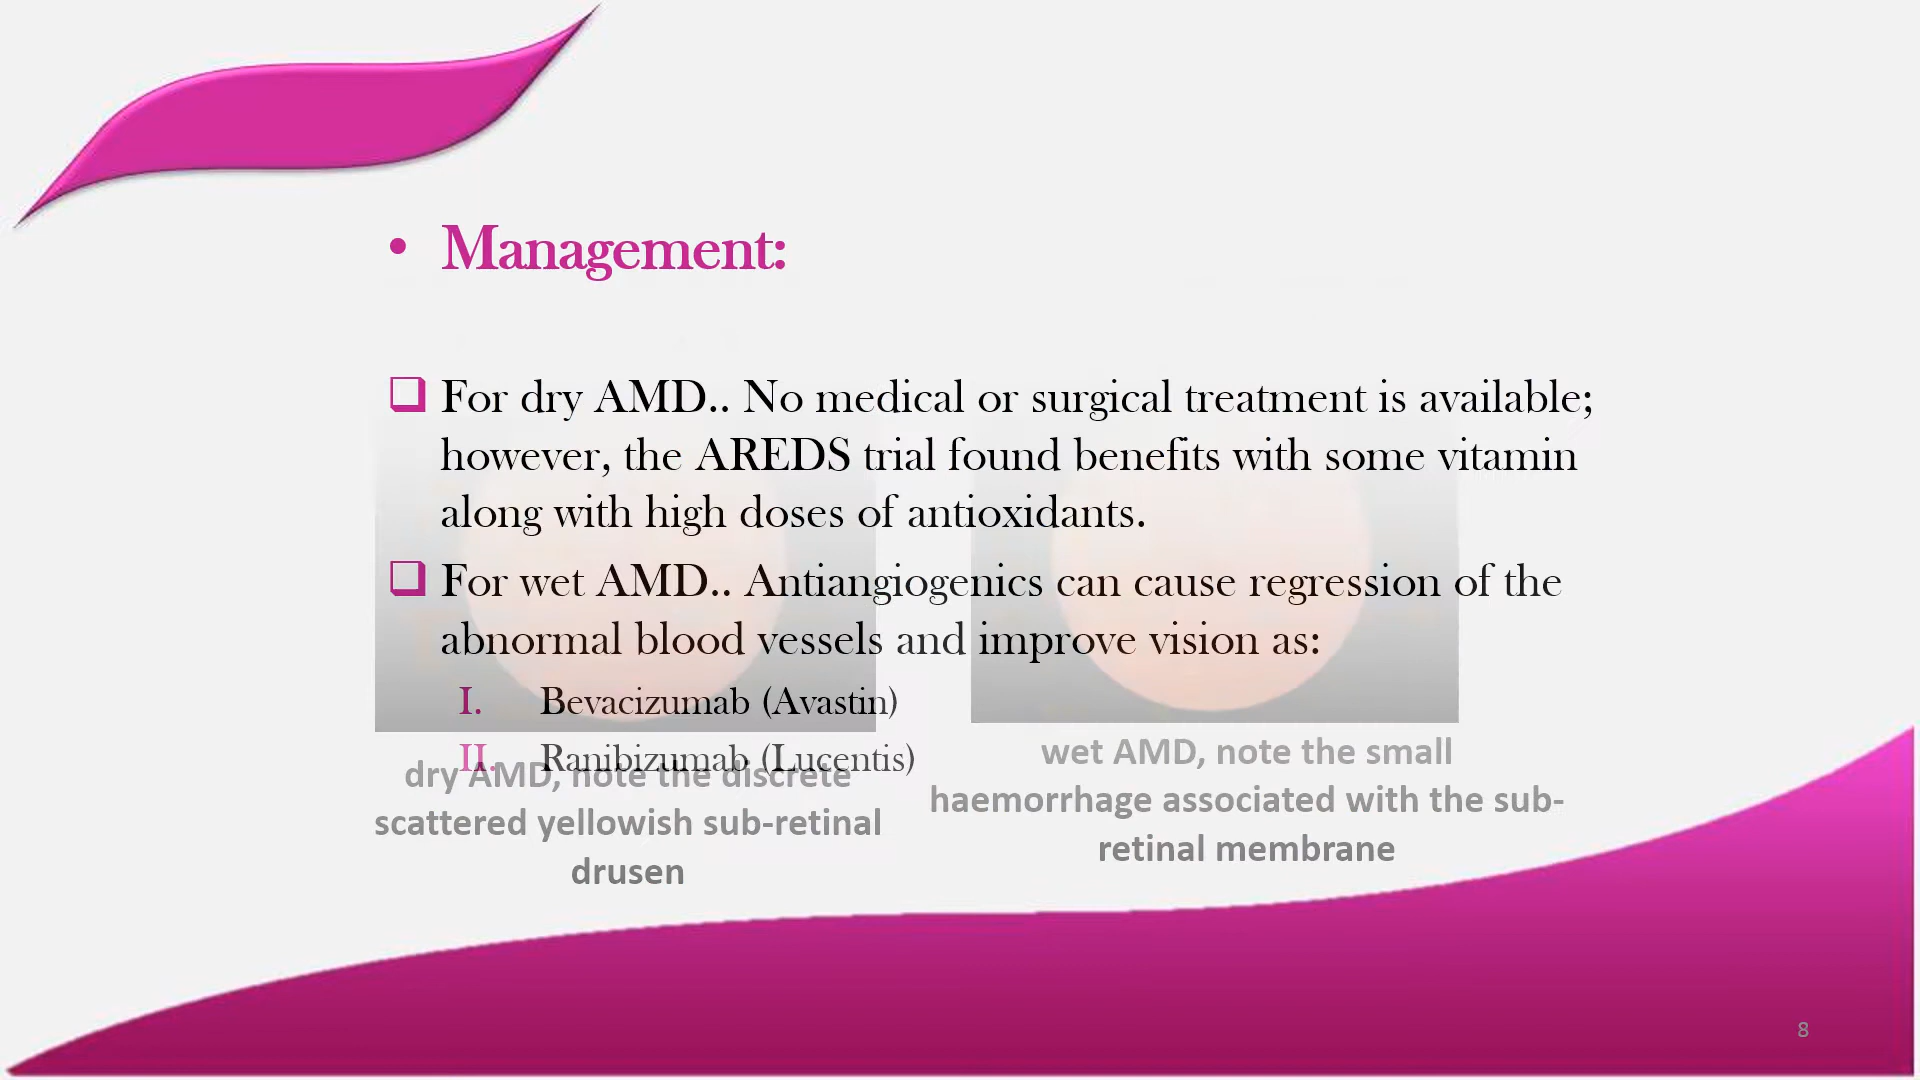 • Management:
❑ For dry AMD.. No medical or surgical treatment is available;
however, the AREDS trial found benefits with some vitamin
along with high doses of antioxidants.
❑ For wet AMD.. Antiangiogenics can cause regression of the
abnormal blood vessels and improve vision as:
I. Bevacizumab (Avastin)
II. Ranibizumab (Lucentis)
dry AMD, note the discrete
scattered yellowish sub-retinal
drusen
wet AMD, note the small
haemorrhage associated with the sub-
retinal membrane
8